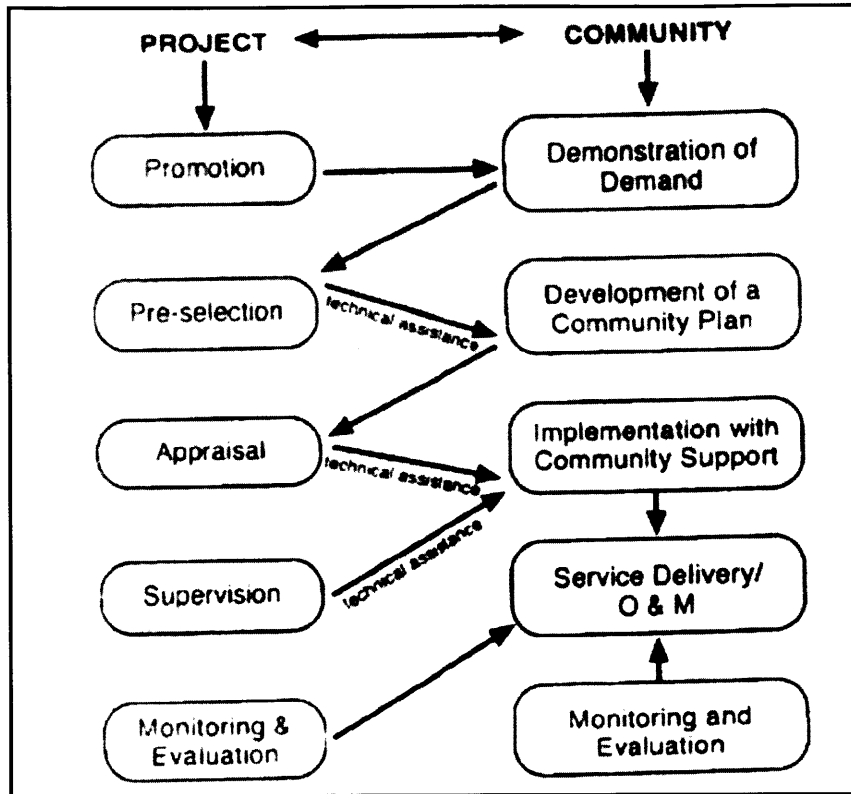 PROJECT
COMMUNITY
Promotion
Demonstration of
Demand
Pre-selection
technical assistance
Development of a
Community Plan
Appraisal
technical assistance
Implementation with
Community Support
Supervision
technical assistance
Service Delivery/
O & M
Monitoring &
Evaluation
Monitoring and
Evaluation